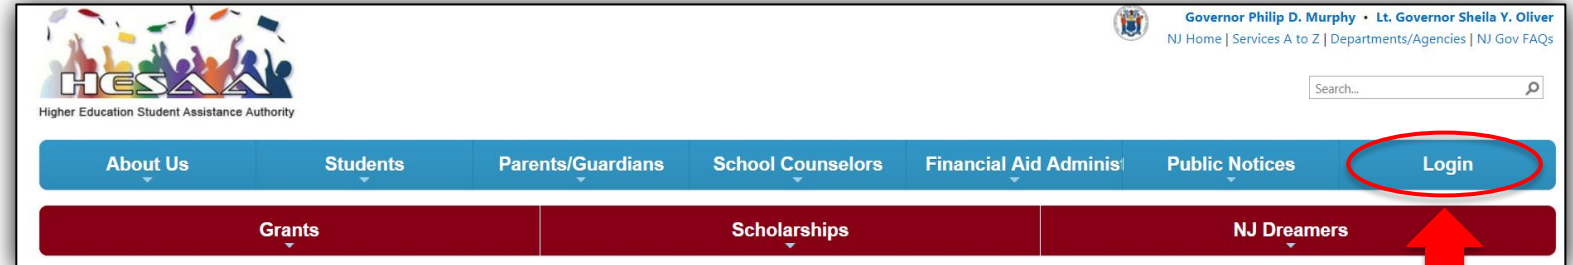 Governor Philip D. Murphy • Lt. Governor Sheila Y. Oliver
NJ Home | Services A to Z | Departments/Agencies | NJ Gov FAQs
HESAA
Higher Education Student Assistance Authority
Search...
About Us Students Parents/Guardians School Counselors Financial Aid Administ Public Notices Login
Grants Scholarships NJ Dreamers